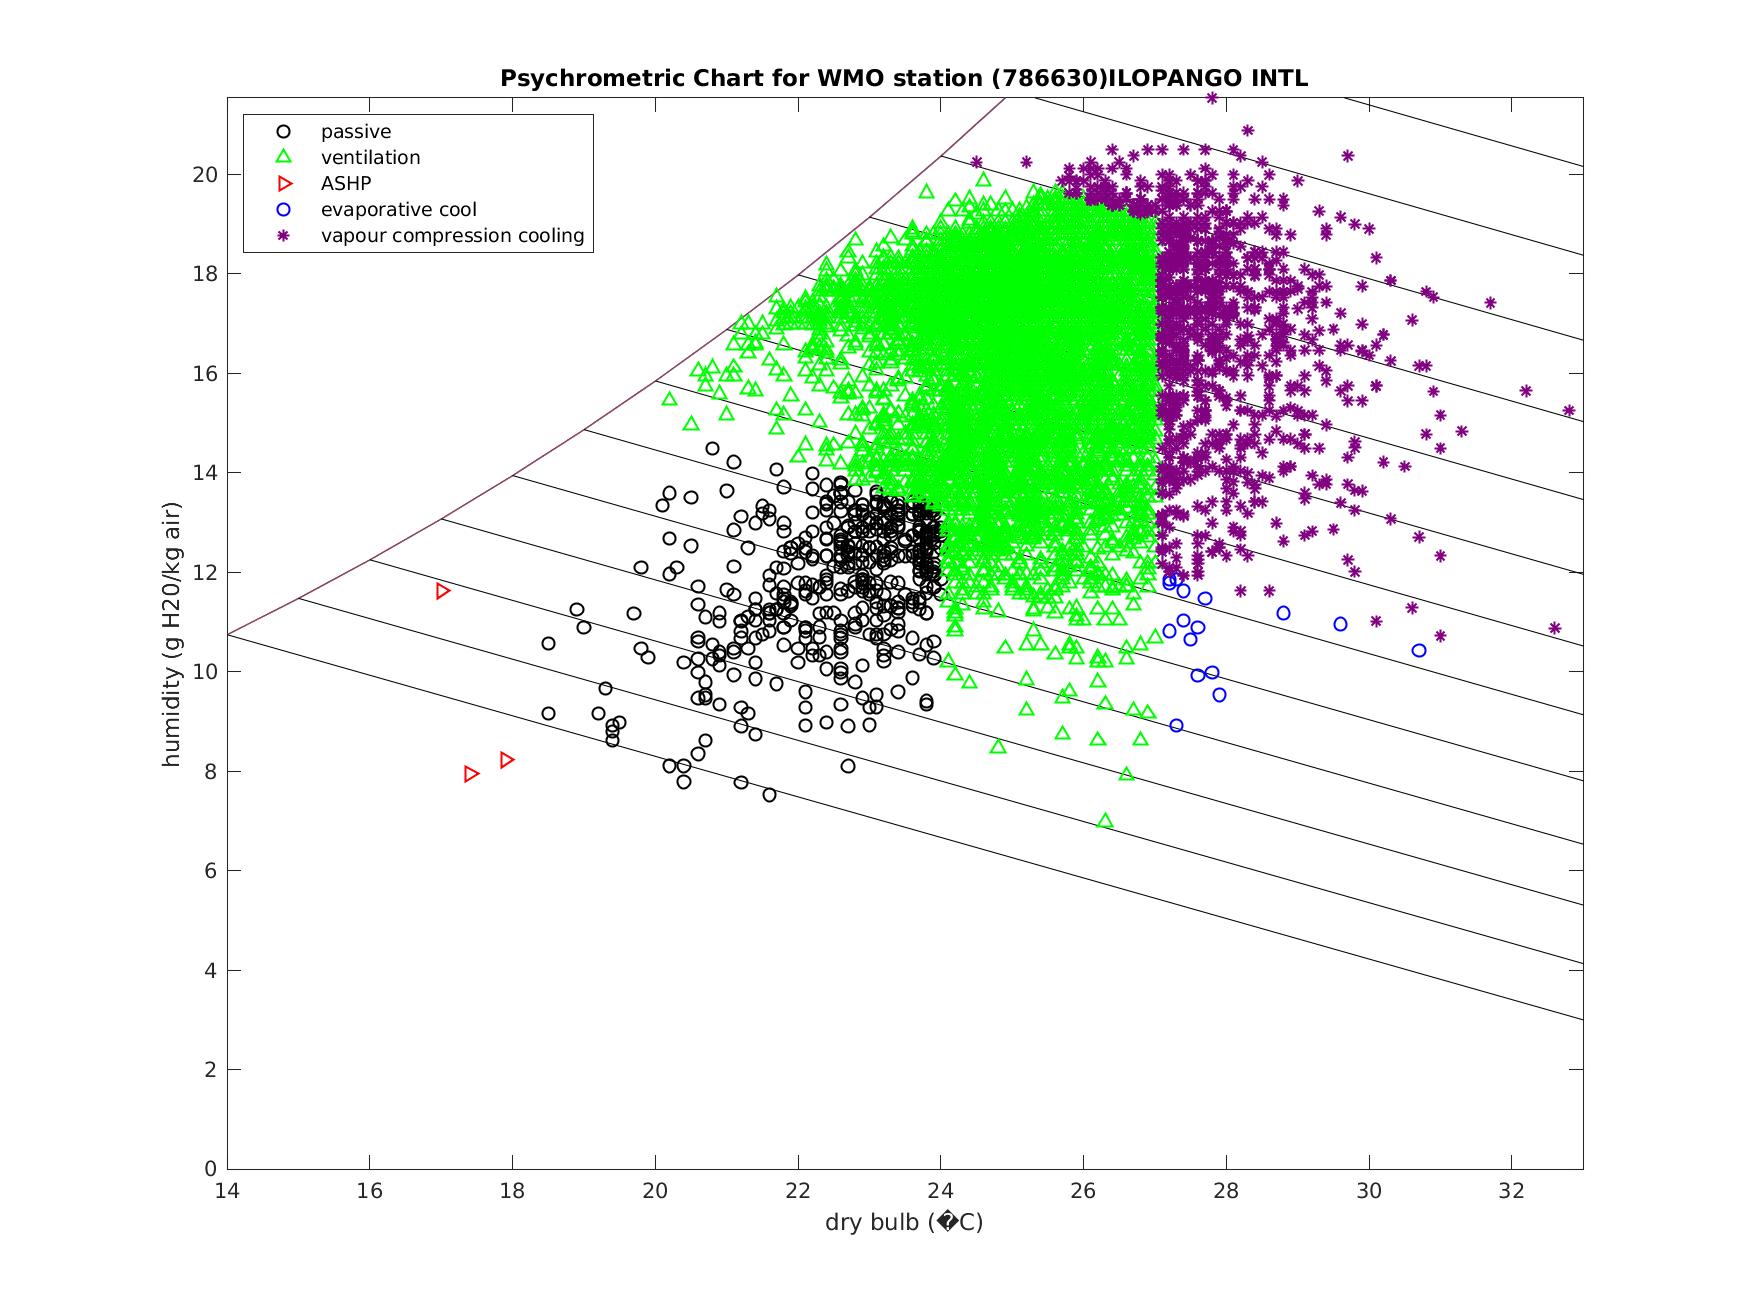 Psychrometric Chart for WMO station (786630)ILOPANGO INTL
passive
ventilation
ASHP
evaporative cool
vapour compression cooling
humidity (g H20/kg air)
20
18
16
14
12
10
8
6
4
2
0
14 16 18 20 22 24 26 28 30 32
dry bulb (�C)